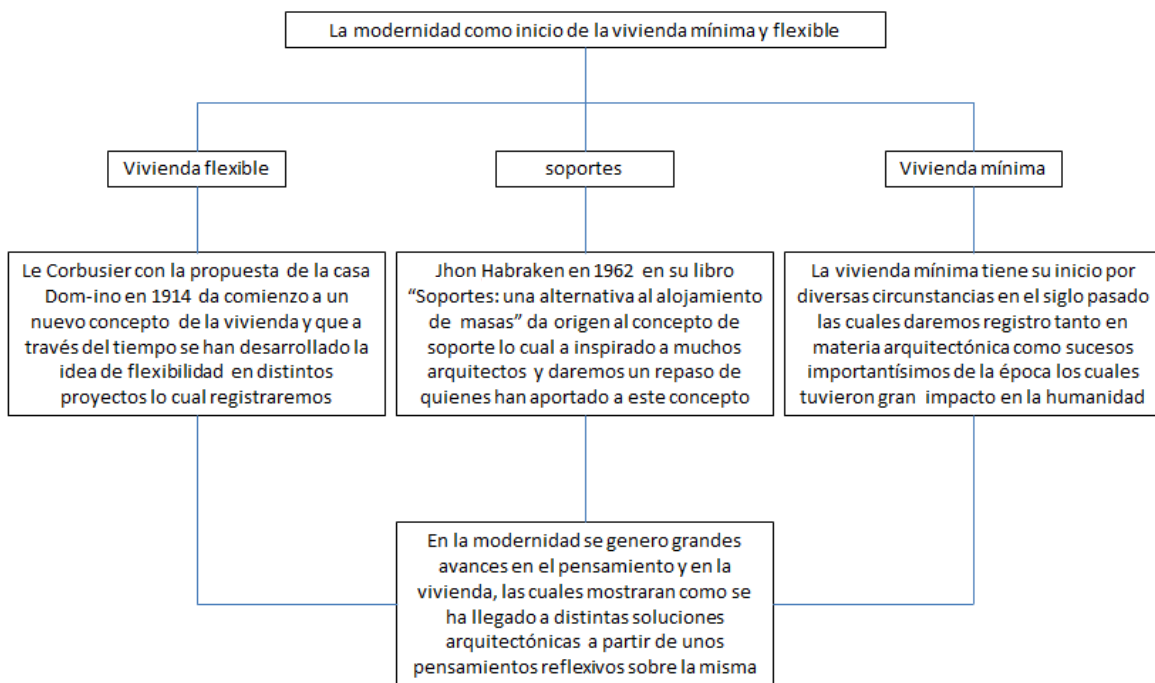 La modernidad como inicio de la vivienda mínima y flexible
Vivienda flexible
soportes
Vivienda mínima
Le Corbusier con la propuesta de la casa
Dom-ino en 1914 da comienzo a un
nuevo concepto de la vivienda y que a
través del tiempo se han desarrollado la
idea de flexibilidad en distintos
proyectos lo cual registraremos
Jhon Habraken en 1962 en su libro
“Soportes: una alternativa al alojamiento
de masas” da origen al concepto de
soporte lo cual a inspirado a muchos
arquitectos y daremos un repaso de
quienes han aportado a este concepto
La vivienda mínima tiene su inicio por
diversas circunstancias en el siglo pasado
las cuales daremos registro tanto en
materia arquitectónica como sucesos
importantísimos de la época los cuales
tuvieron gran impacto en la humanidad
En la modernidad se genero grandes
avances en el pensamiento y en la
vivienda, las cuales mostraran como se
ha llegado a distintas soluciones
arquitectónicas a partir de unos
pensamientos reflexivos sobre la misma